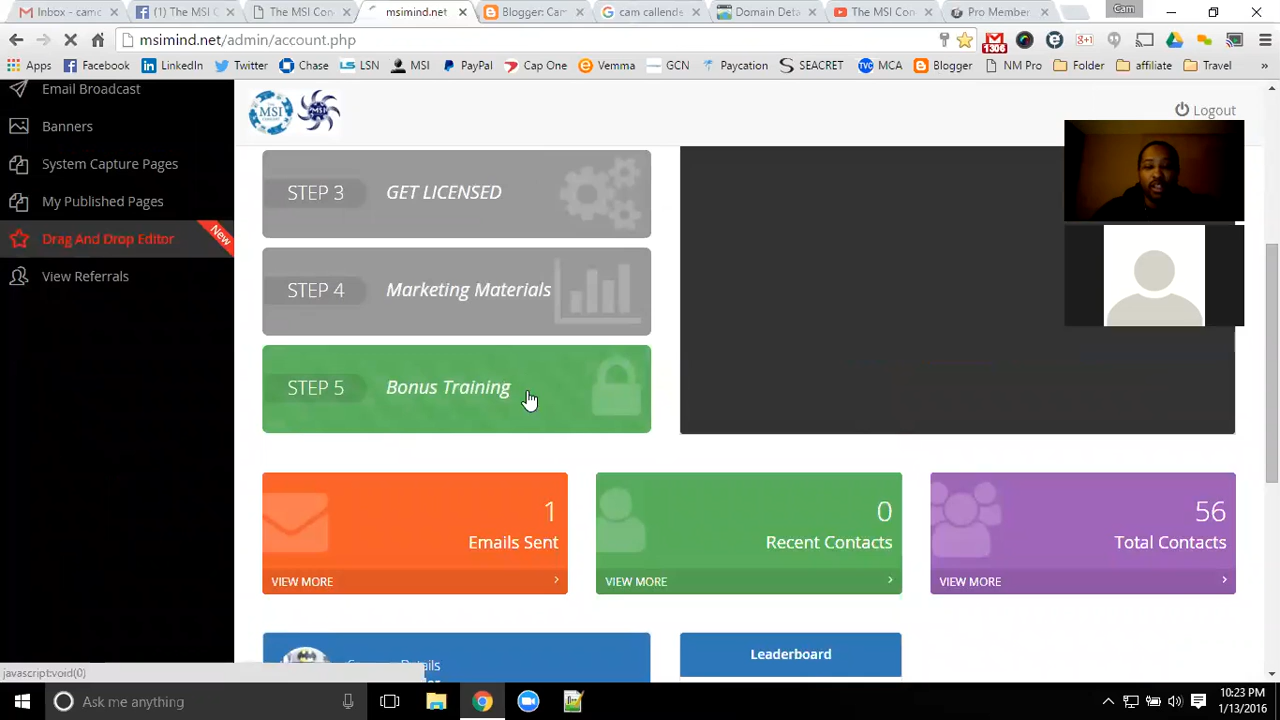 Inbox - camc
(1) The MSI C
The MSI Con
msimind.net
Blogger: Cam
cam callende
Domain Deta
The MSI Con
Pro Member
Cam
msimind.net/admin/account.php
1306
Apps
Facebook
LinkedIn
Twitter
Chase
LSN
MSI
PayPal
Cap One
Vemma
GCN
Paycation
SEACRET
MCA
Blogger
NM Pro
Folder
affiliate
Travel
Email Broadcast
Banners
System Capture Pages
My Published Pages
Drag And Drop Editor
New
View Referrals
MSI
MSI
Logout
STEP 3 GET LICENSED
STEP 4 Marketing Materials
STEP 5 Bonus Training
1
Emails Sent
VIEW MORE
0
Recent Contacts
VIEW MORE
56
Total Contacts
VIEW MORE
Leaderboard
javascript:void(0)
Ask me anything
10:23 PM
1/13/2016